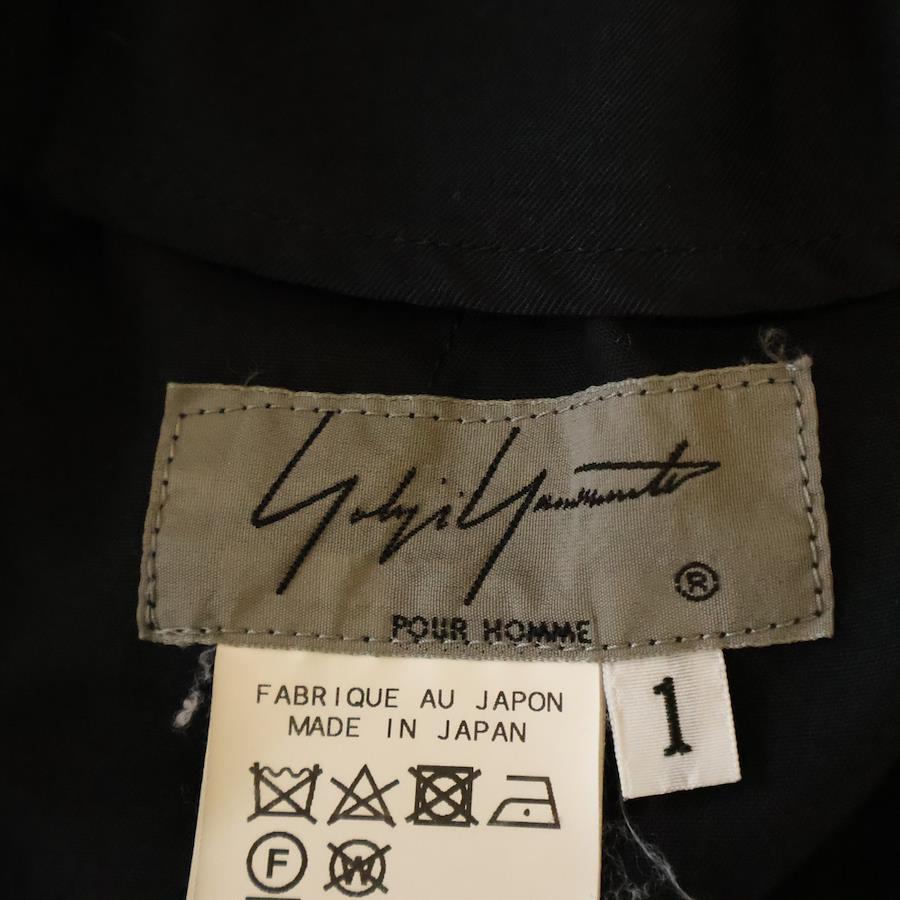 Yohji Yamamoto
®
POUR HOMME
FABRIQUE AU JAPON
MADE IN JAPAN
1
F
W